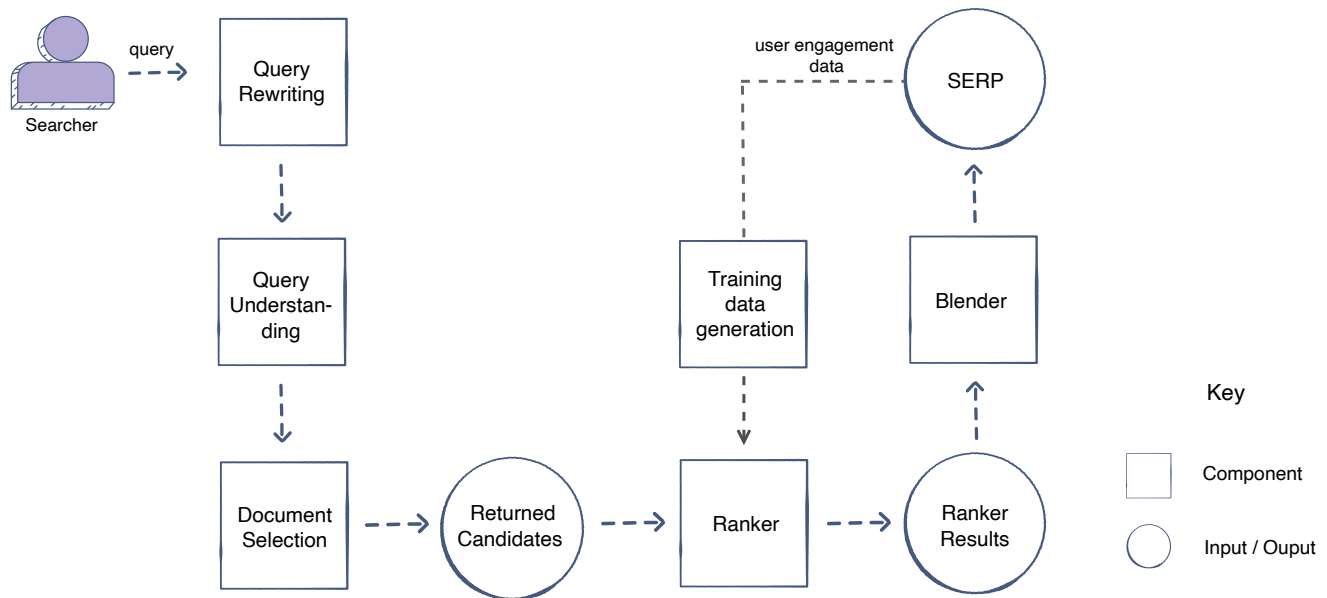 query
Searcher
Query
Rewriting
Query
Understan-
ding
Document
Selection
Returned
Candidates
user engagement
data
Training
data
generation
Ranker
SERP
Blender
Ranker
Results
Key
Component
Input / Ouput